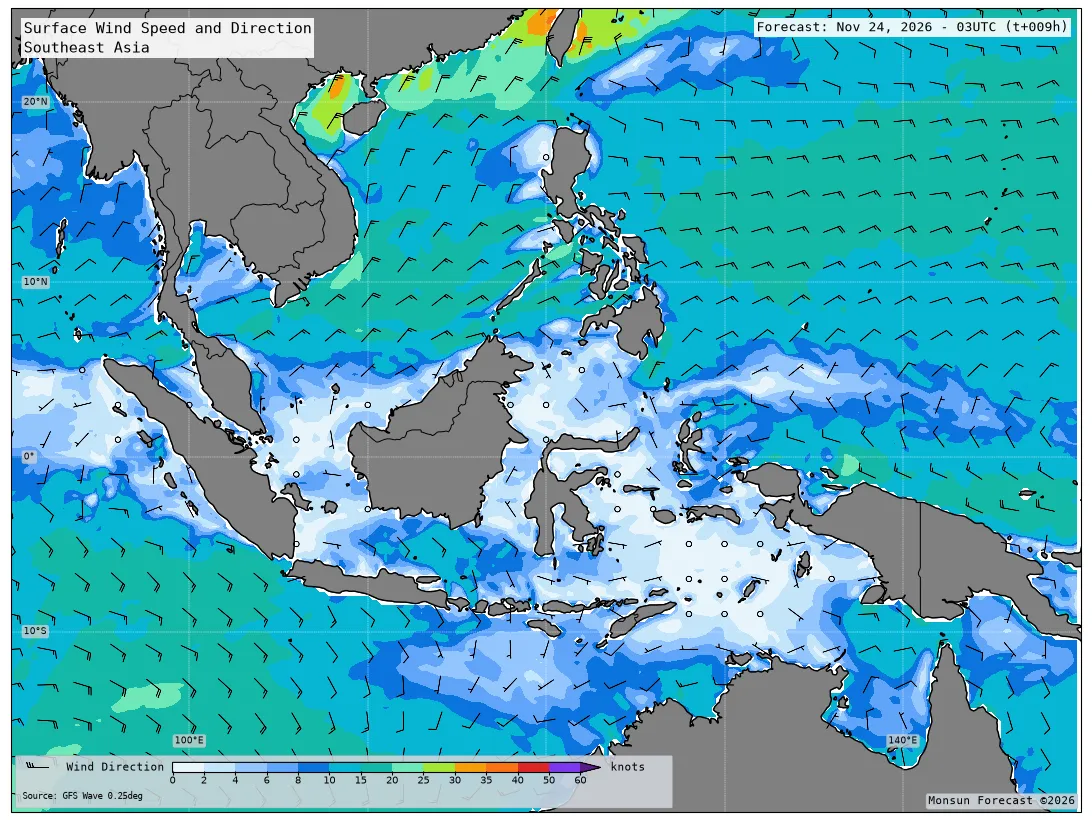 Surface Wind Speed and Direction
Southeast Asia
Forecast: Nov 24, 2026 - 03UTC (t+009h)
20°N
10°N
0°
10°S
100°E
140°E
Wind Direction
0 2 4 6 8 10 15 20 25 30 35 40 50 60
knots
Source: GFS Wave 0.25deg
Monsun Forecast ©2026